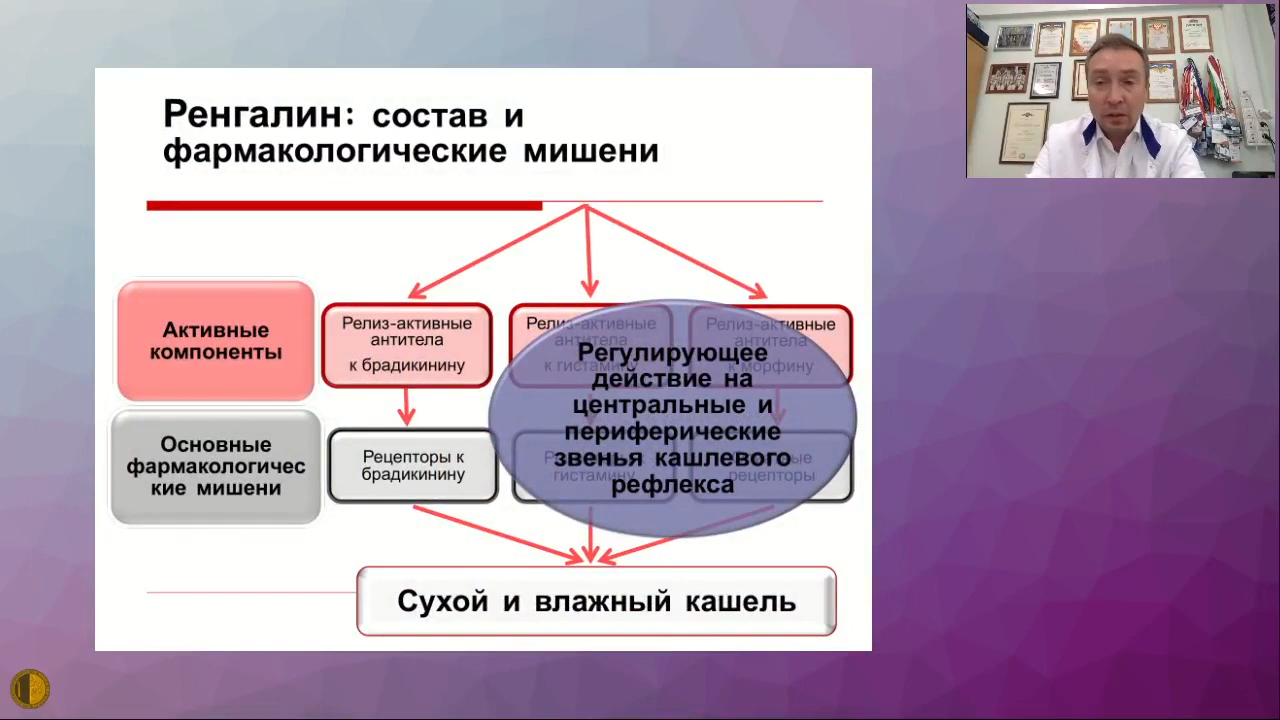 Ренгалин: состав и
фармакологические мишени
Активные
компоненты
Релиз-активные
антитела
к брадикинину
Релиз-активные
антитела
к гистамину
Релиз-активные
антитела
к морфину
Регулирующее
действие на
центральные и
периферические
звенья кашлевого
рефлекса
Основные
фармакологичес
кие мишени
Рецепторы к
брадикинину
гистамину
рецепторы
Сухой и влажный кашель